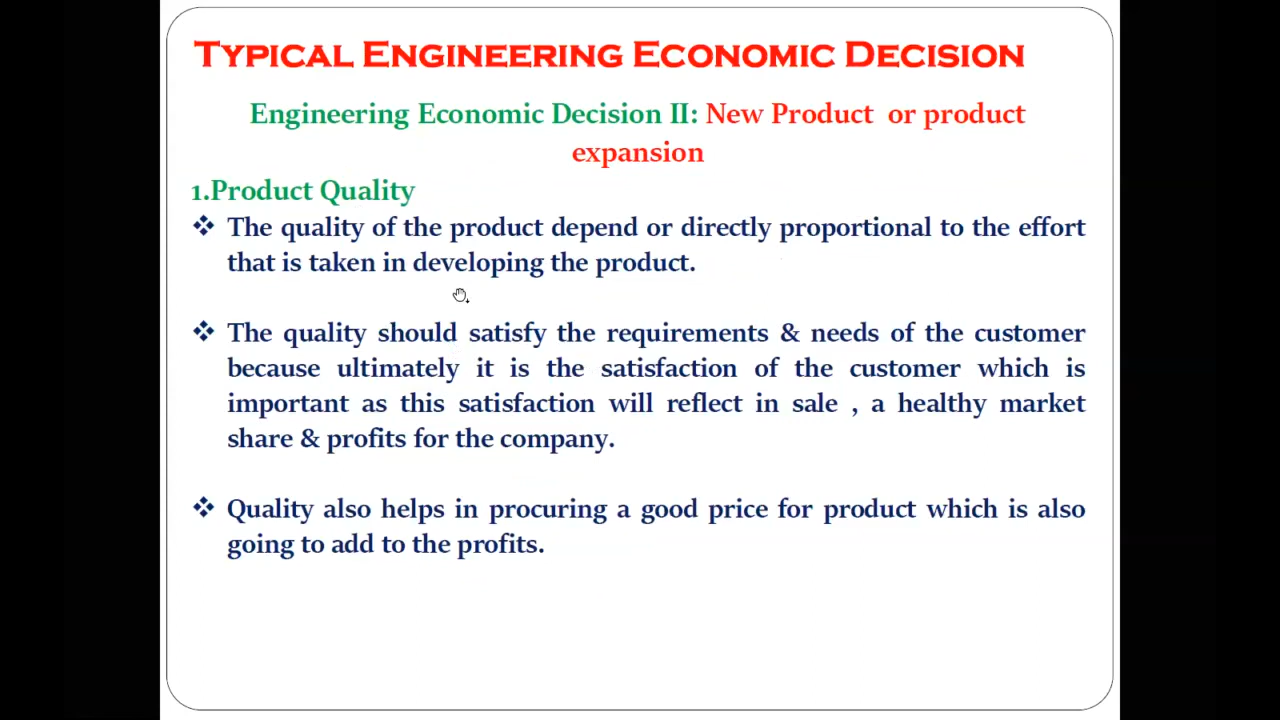 TYPICAL ENGINEERING ECONOMIC DECISION
Engineering Economic Decision II: New Product or product
expansion
1.Product Quality
❖ The quality of the product depend or directly proportional to the effort
that is taken in developing the product.
❖ The quality should satisfy the requirements & needs of the customer
because ultimately it is the satisfaction of the customer which is
important as this satisfaction will reflect in sale , a healthy market
share & profits for the company.
❖ Quality also helps in procuring a good price for product which is also
going to add to the profits.